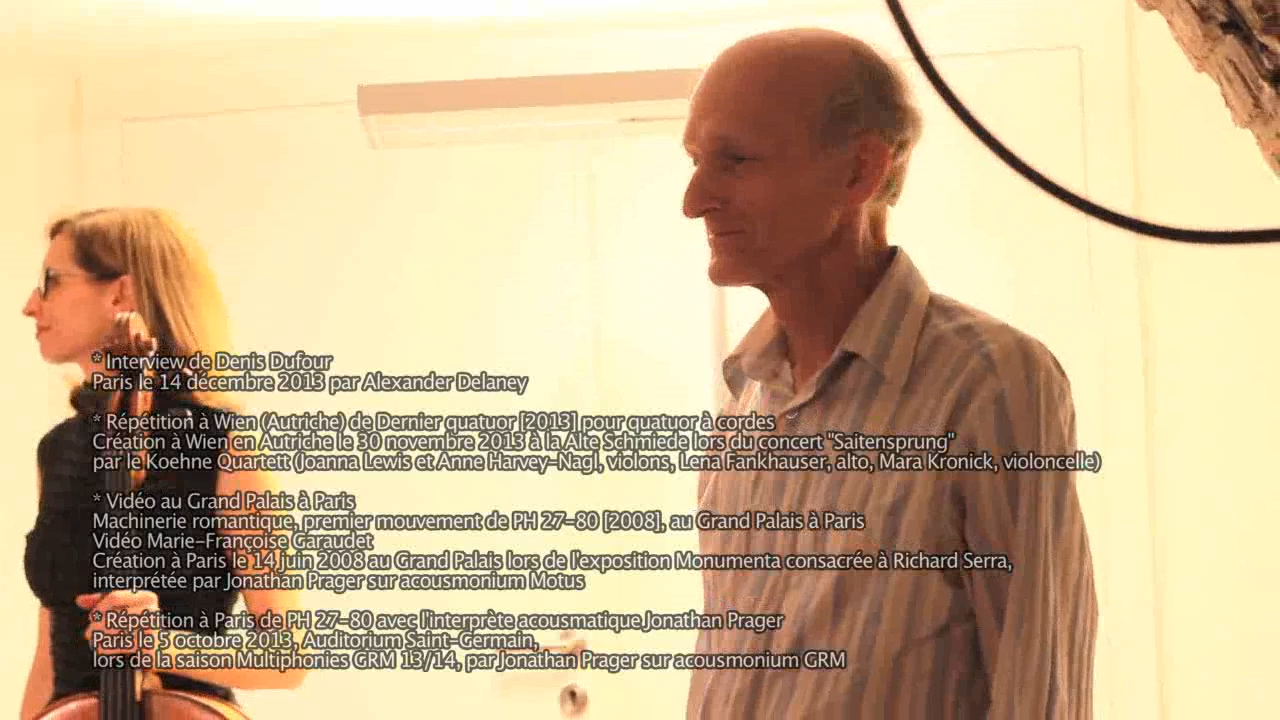 * Interview de Denis Dufour
Paris le 14 décembre 2013 par Alexander Delaney
* Répétition à Wien (Autriche) de Dernier quatuor [2013] pour quatuor à cordes
Création à Wien en Autriche le 30 novembre 2013 à la Alte Schmiede lors du concert "Saitensprung"
par le Koehne Quartett (Joanna Lewis et Anne Harvey-Nagl, violons, Lena Fankhauser, alto, Mara Kronick, violoncelle)
* Vidéo au Grand Palais à Paris
Machinerie romantique, premier mouvement de PH 27-80 [2008], au Grand Palais à Paris
Vidéo Marie-Françoise Garaudet
Création à Paris le 14 juin 2008 au Grand Palais lors de l'exposition Monumenta consacrée à Richard Serra,
interprétée par Jonathan Prager sur acousmonium Motus
* Répétition à Paris de PH 27-80 avec l'interprète acousmatique Jonathan Prager
Paris le 5 octobre 2013, Auditorium Saint-Germain,
lors de la saison Multiphonies GRM 13/14, par Jonathan Prager sur acousmonium GRM